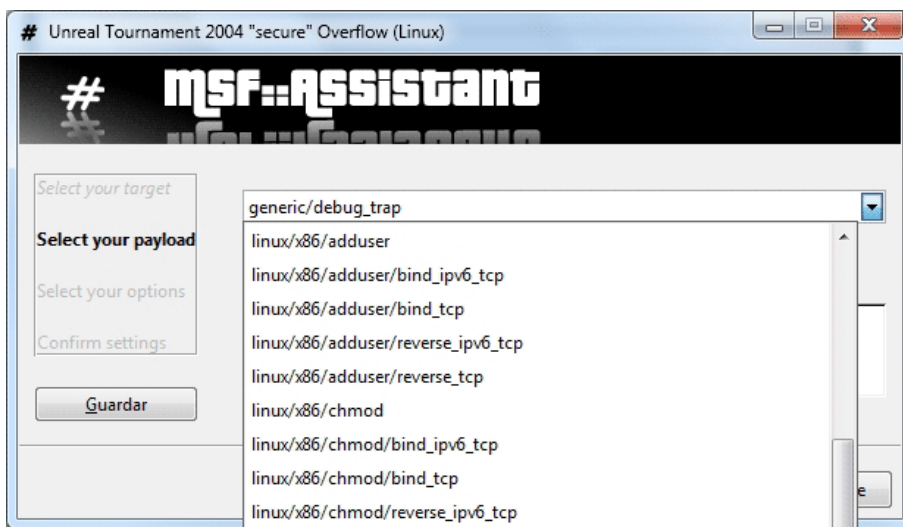 # Unreal Tournament 2004 "secure" Overflow (Linux)
# MSF::Assistant
Select your target
Select your payload
Select your options
Confirm settings
Guardar
generic/debug_trap
linux/x86/adduser
linux/x86/adduser/bind_ipv6_tcp
linux/x86/adduser/bind_tcp
linux/x86/adduser/reverse_ipv6_tcp
linux/x86/adduser/reverse_tcp
linux/x86/chmod
linux/x86/chmod/bind_ipv6_tcp
linux/x86/chmod/bind_tcp
linux/x86/chmod/reverse_ipv6_tcp